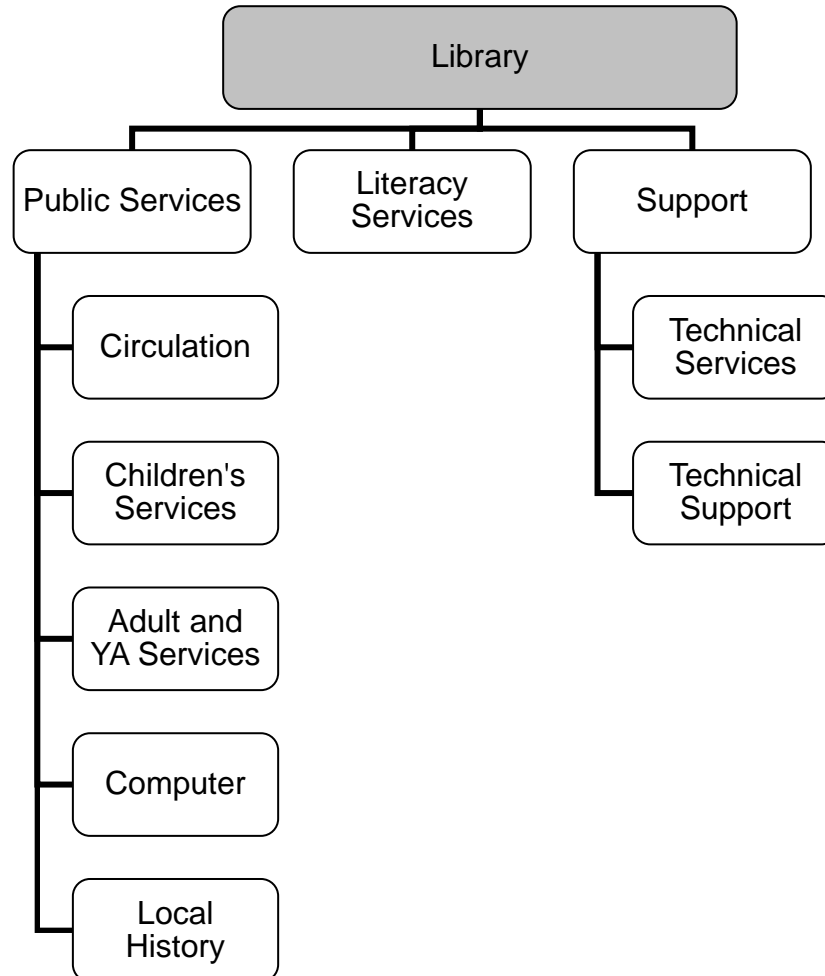 Library
Public Services
Literacy
Services
Support
Circulation
Children's
Services
Adult and
YA Services
Computer
Local
History
Technical
Services
Technical
Support